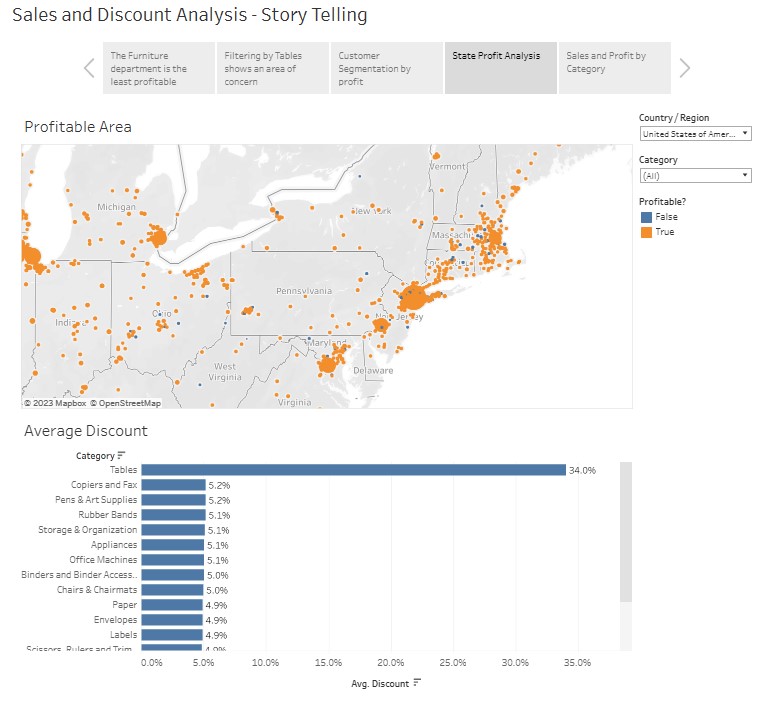 Sales and Discount Analysis - Story Telling
The Furniture
department is the
least profitable
Filtering by Tables
shows an area of
concern
Customer
Segmentation by
profit
State Profit Analysis
Sales and Profit by
Category
Profitable Area
Country / Region
United States of Amer...
Category
(All)
Profitable?
False
True
Vermont
Michigan
New York
Pennsylvania
Ohio
New Jersey
Maryland
West
Virginia
Delaware
Virginia
© 2023 Mapbox © OpenStreetMap
Average Discount
Category
Tables 34.0%
Copiers and Fax 5.2%
Pens & Art Supplies 5.2%
Rubber Bands 5.1%
Storage & Organization 5.1%
Appliances 5.1%
Office Machines 5.1%
Binders and Binder Access.. 5.0%
Chairs & Chairmats 5.0%
Paper 4.9%
Envelopes 4.9%
Labels 4.9%
Scissors, Rulers and Trim.. 4.9%
0.0% 5.0% 10.0% 15.0% 20.0% 25.0% 30.0% 35.0%
Avg. Discount